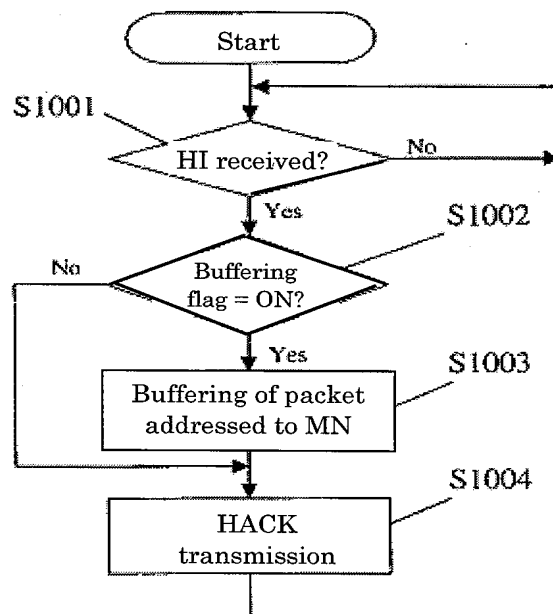 Start
S1001
HI received?
No
Yes
S1002
No
Buffering
flag = ON?
Yes
S1003
Buffering of packet
addressed to MN
S1004
HACK
transmission